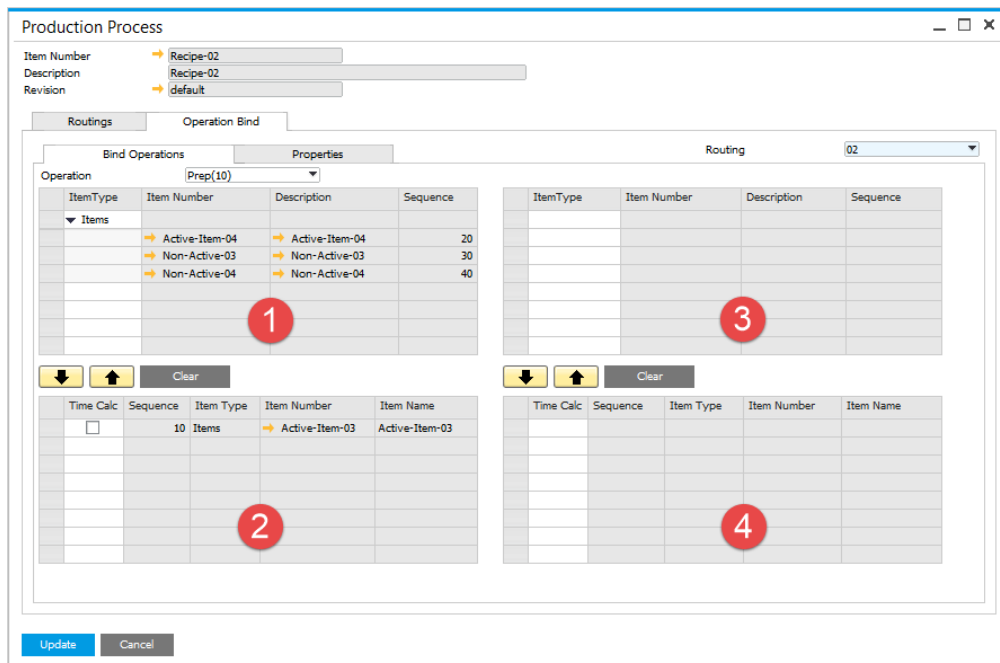 Production Process
Item Number Recipe-02
Description Recipe-02
Revision default
Routings Operation Bind
Bind Operations Properties Routing 02
Operation Prep(10)
ItemType Item Number Description Sequence ItemType Item Number Description Sequence
Items
Active-Item-04 Active-Item-04 20
Non-Active-03 Non-Active-03 30
Non-Active-04 Non-Active-04 40
1 3
Clear Clear
Time Calc Sequence Item Type Item Number Item Name Time Calc Sequence Item Type Item Number Item Name
10 Items Active-Item-03 Active-Item-03
2 4
Update Cancel